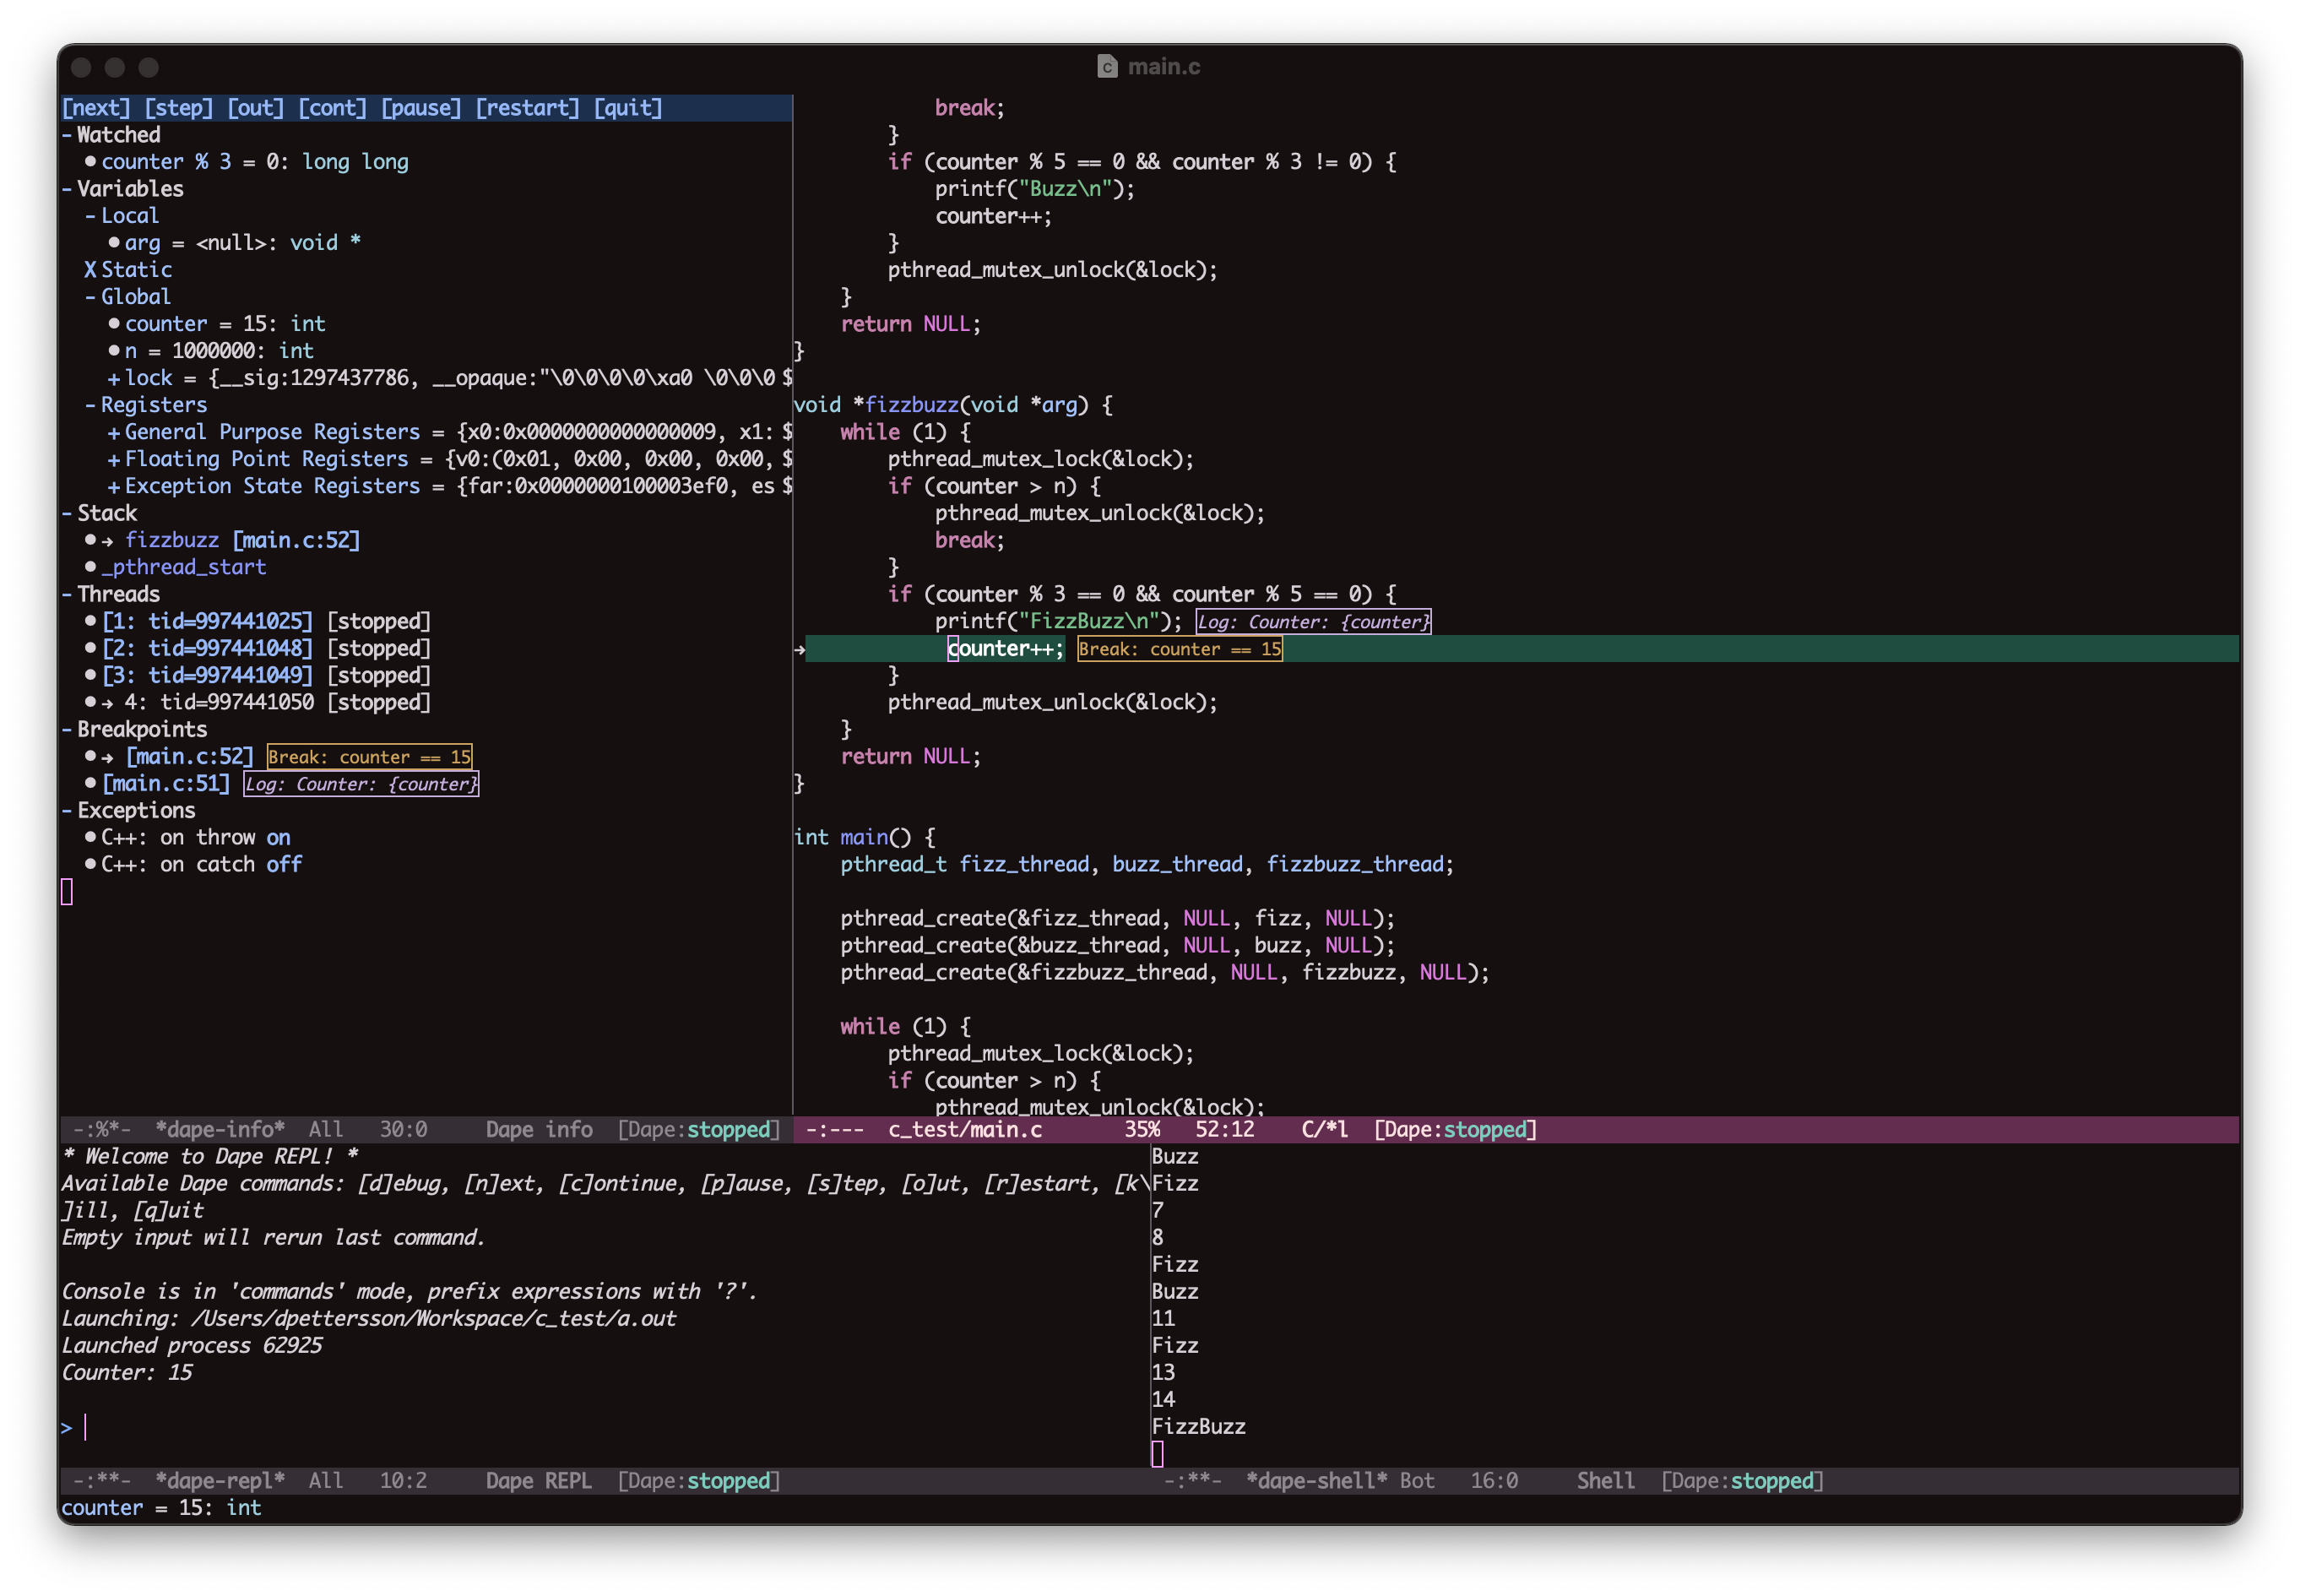 main.c
[next] [step] [out] [cont] [pause] [restart] [quit]
- Watched
● counter % 3 = 0: long long
- Variables
- Local
● arg = <null>: void *
X Static
- Global
● counter = 15: int
● n = 1000000: int
+ lock = {__sig:1297437786, __opaque:"\0\0\0\0\xa0 \0\0\0 $
- Registers
+ General Purpose Registers = {x0:0x0000000000000009, x1: $
+ Floating Point Registers = {v0:(0x01, 0x00, 0x00, 0x00, $
+ Exception State Registers = {far:0x0000000100003ef0, es $
- Stack
● → fizzbuzz [main.c:52]
● _pthread_start
- Threads
● [1: tid=997441025] [stopped]
● [2: tid=997441048] [stopped]
● [3: tid=997441049] [stopped]
● → 4: tid=997441050 [stopped]
- Breakpoints
● → [main.c:52] Break: counter == 15
● [main.c:51] Log: Counter: {counter}
- Exceptions
● C++: on throw on
● C++: on catch off
-:%*-  *dape-info*  All   30:0     Dape info  [Dape:stopped]
break;
}
if (counter % 5 == 0 && counter % 3 != 0) {
printf("Buzz\n");
counter++;
}
pthread_mutex_unlock(&lock);
}
return NULL;
}
void *fizzbuzz(void *arg) {
while (1) {
pthread_mutex_lock(&lock);
if (counter > n) {
pthread_mutex_unlock(&lock);
break;
}
if (counter % 3 == 0 && counter % 5 == 0) {
printf("FizzBuzz\n"); Log: Counter: {counter}
→ counter++; Break: counter == 15
}
pthread_mutex_unlock(&lock);
}
return NULL;
}
int main() {
pthread_t fizz_thread, buzz_thread, fizzbuzz_thread;
pthread_create(&fizz_thread, NULL, fizz, NULL);
pthread_create(&buzz_thread, NULL, buzz, NULL);
pthread_create(&fizzbuzz_thread, NULL, fizzbuzz, NULL);
while (1) {
pthread_mutex_lock(&lock);
if (counter > n) {
pthread_mutex_unlock(&lock);
-:---  c_test/main.c       35%   52:12    C/*l  [Dape:stopped]
* Welcome to Dape REPL! *
Available Dape commands: [d]ebug, [n]ext, [c]ontinue, [p]ause, [s]tep, [o]ut, [r]estart, [k\
]ill, [q]uit
Empty input will rerun last command.
Console is in 'commands' mode, prefix expressions with '?'.
Launching: /Users/dpettersson/Workspace/c_test/a.out
Launched process 62925
Counter: 15
>
-:**-  *dape-repl*  All   10:2     Dape REPL  [Dape:stopped]
Buzz
Fizz
7
8
Fizz
Buzz
11
Fizz
13
14
FizzBuzz
-:**-  *dape-shell* Bot   16:0     Shell  [Dape:stopped]
counter = 15: int